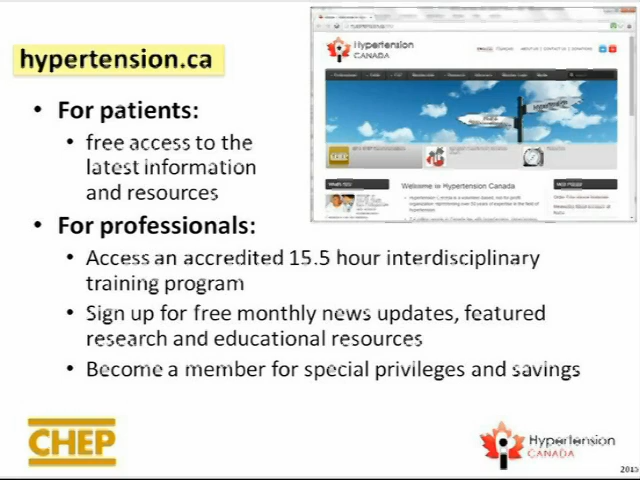 hypertension.ca
• For patients:
• free access to the
latest information
and resources
• For professionals:
• Access an accredited 15.5 hour interdisciplinary
training program
• Sign up for free monthly news updates, featured
research and educational resources
• Become a member for special privileges and savings
Hypertension
CANADA
CHEP
Welcome to Hypertension Canada
CHEP
Hypertension
CANADA
2015